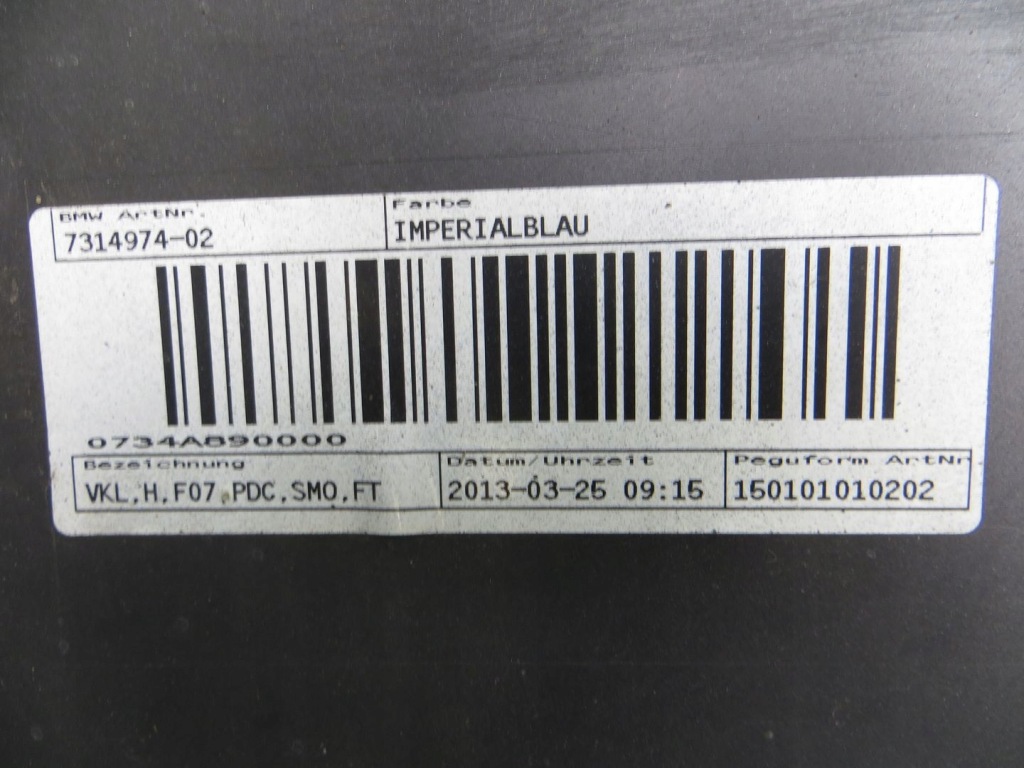 BMW ArtNr. Farbe
7314974-02 IMPERIALBLAU
0734A890000
Bezeichnung Datum/Uhrzeit Peguform ArtNr
VKL,H,F07,PDC,SMO,FT 2013-03-25 09:15 150101010202